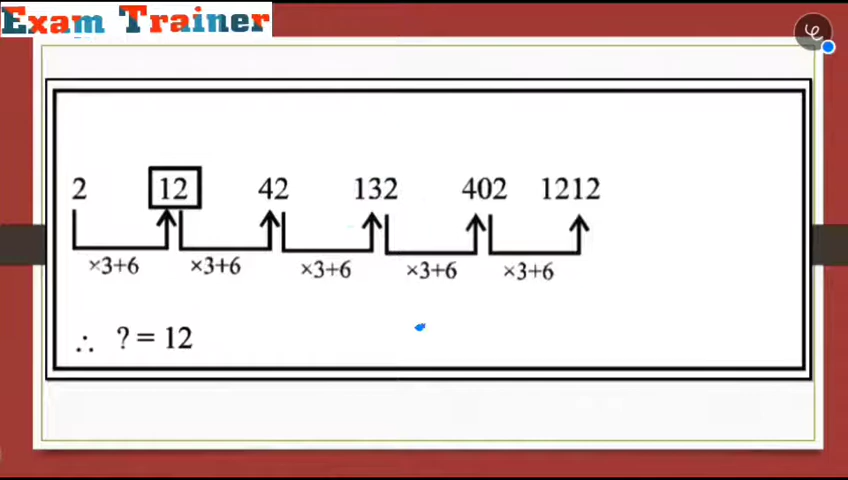 Exam Trainer
2 12 42 132 402 1212
×3+6 ×3+6 ×3+6 ×3+6 ×3+6
∴ ? = 12